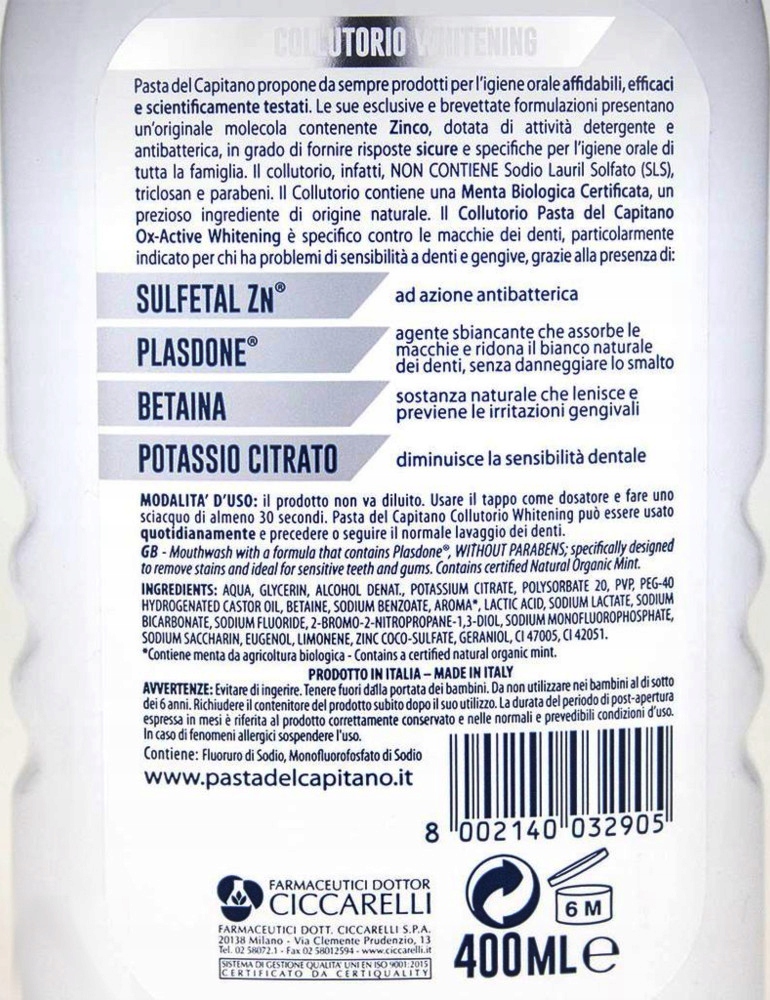 COLLUTORIO WHITENING
Pasta del Capitano propone da sempre prodotti per l'igiene orale affidabili, efficaci
e scientificamente testati. Le sue esclusive e brevettate formulazioni presentano
un'originale molecola contenente Zinco, dotata di attività detergente e
antibatterica, in grado di fornire risposte sicure e specifiche per l'igiene orale di
tutta la famiglia. Il collutorio, infatti, NON CONTIENE Sodio Lauril Solfato (SLS),
triclosan e parabeni. Il Collutorio contiene una Menta Biologica Certificata, un
prezioso ingrediente di origine naturale. Il Collutorio Pasta del Capitano
Ox-Active Whitening è specifico contro le macchie dei denti, particolarmente
indicato per chi ha problemi di sensibilità a denti e gengive, grazie alla presenza di:
SULFETAL ZN® ad azione antibatterica
PLASDONE® agente sbiancante che assorbe le
macchie e ridona il bianco naturale
dei denti, senza danneggiare lo smalto
BETAINA sostanza naturale che lenisce e
previene le irritazioni gengivali
POTASSIO CITRATO diminuisce la sensibilità dentale
MODALITA' D'USO: il prodotto non va diluito. Usare il tappo come dosatore e fare uno
sciacquo di almeno 30 secondi. Pasta del Capitano Collutorio Whitening può essere usato
quotidianamente e precedere o seguire il normale lavaggio dei denti.
GB - Mouthwash with a formula that contains Plasdone®, WITHOUT PARABENS; specifically designed
to remove stains and ideal for sensitive teeth and gums. Contains certified Natural Organic Mint.
INGREDIENTS: AQUA, GLYCERIN, ALCOHOL DENAT., POTASSIUM CITRATE, POLYSORBATE 20, PVP, PEG-40
HYDROGENATED CASTOR OIL, BETAINE, SODIUM BENZOATE, AROMA*, LACTIC ACID, SODIUM LACTATE, SODIUM
BICARBONATE, SODIUM FLUORIDE, 2-BROMO-2-NITROPROPANE-1,3-DIOL, SODIUM MONOFLUOROPHOSPHATE,
SODIUM SACCHARIN, EUGENOL, LIMONENE, ZINC COCO-SULFATE, GERANIOL, CI 47005, CI 42051.
*Contiene menta da agricoltura biologica - Contains a certified natural organic mint.
PRODOTTO IN ITALIA – MADE IN ITALY
AVVERTENZE: Evitare di ingerire. Tenere fuori dalla portata dei bambini. Da non utilizzare nei bambini al di sotto
dei 6 anni. Richiudere il contenitore del prodotto subito dopo il suo utilizzo. La durata del periodo di post-apertura
espressa in mesi è riferita al prodotto correttamente conservato e nelle normali e prevedibili condizioni d'uso.
In caso di fenomeni allergici sospendere l'uso.
Contiene: Fluoruro di Sodio, Monofluorofosfato di Sodio
www.pastadelcapitano.it
8 002140 032905
FARMACEUTICI DOTTOR
CICCARELLI
FARMACEUTICI DOTT. CICCARELLI S.P.A.
20138 Milano - Via Clemente Prudenzio, 13
Tel. 02 58072.1 - Fax 02 58012594 - www.ciccarelli.it
SISTEMA DI GESTIONE QUALITA' UNI EN ISO 9001:2015
CERTIFICATO DA CERTIQUALITY
6 M
400ML e